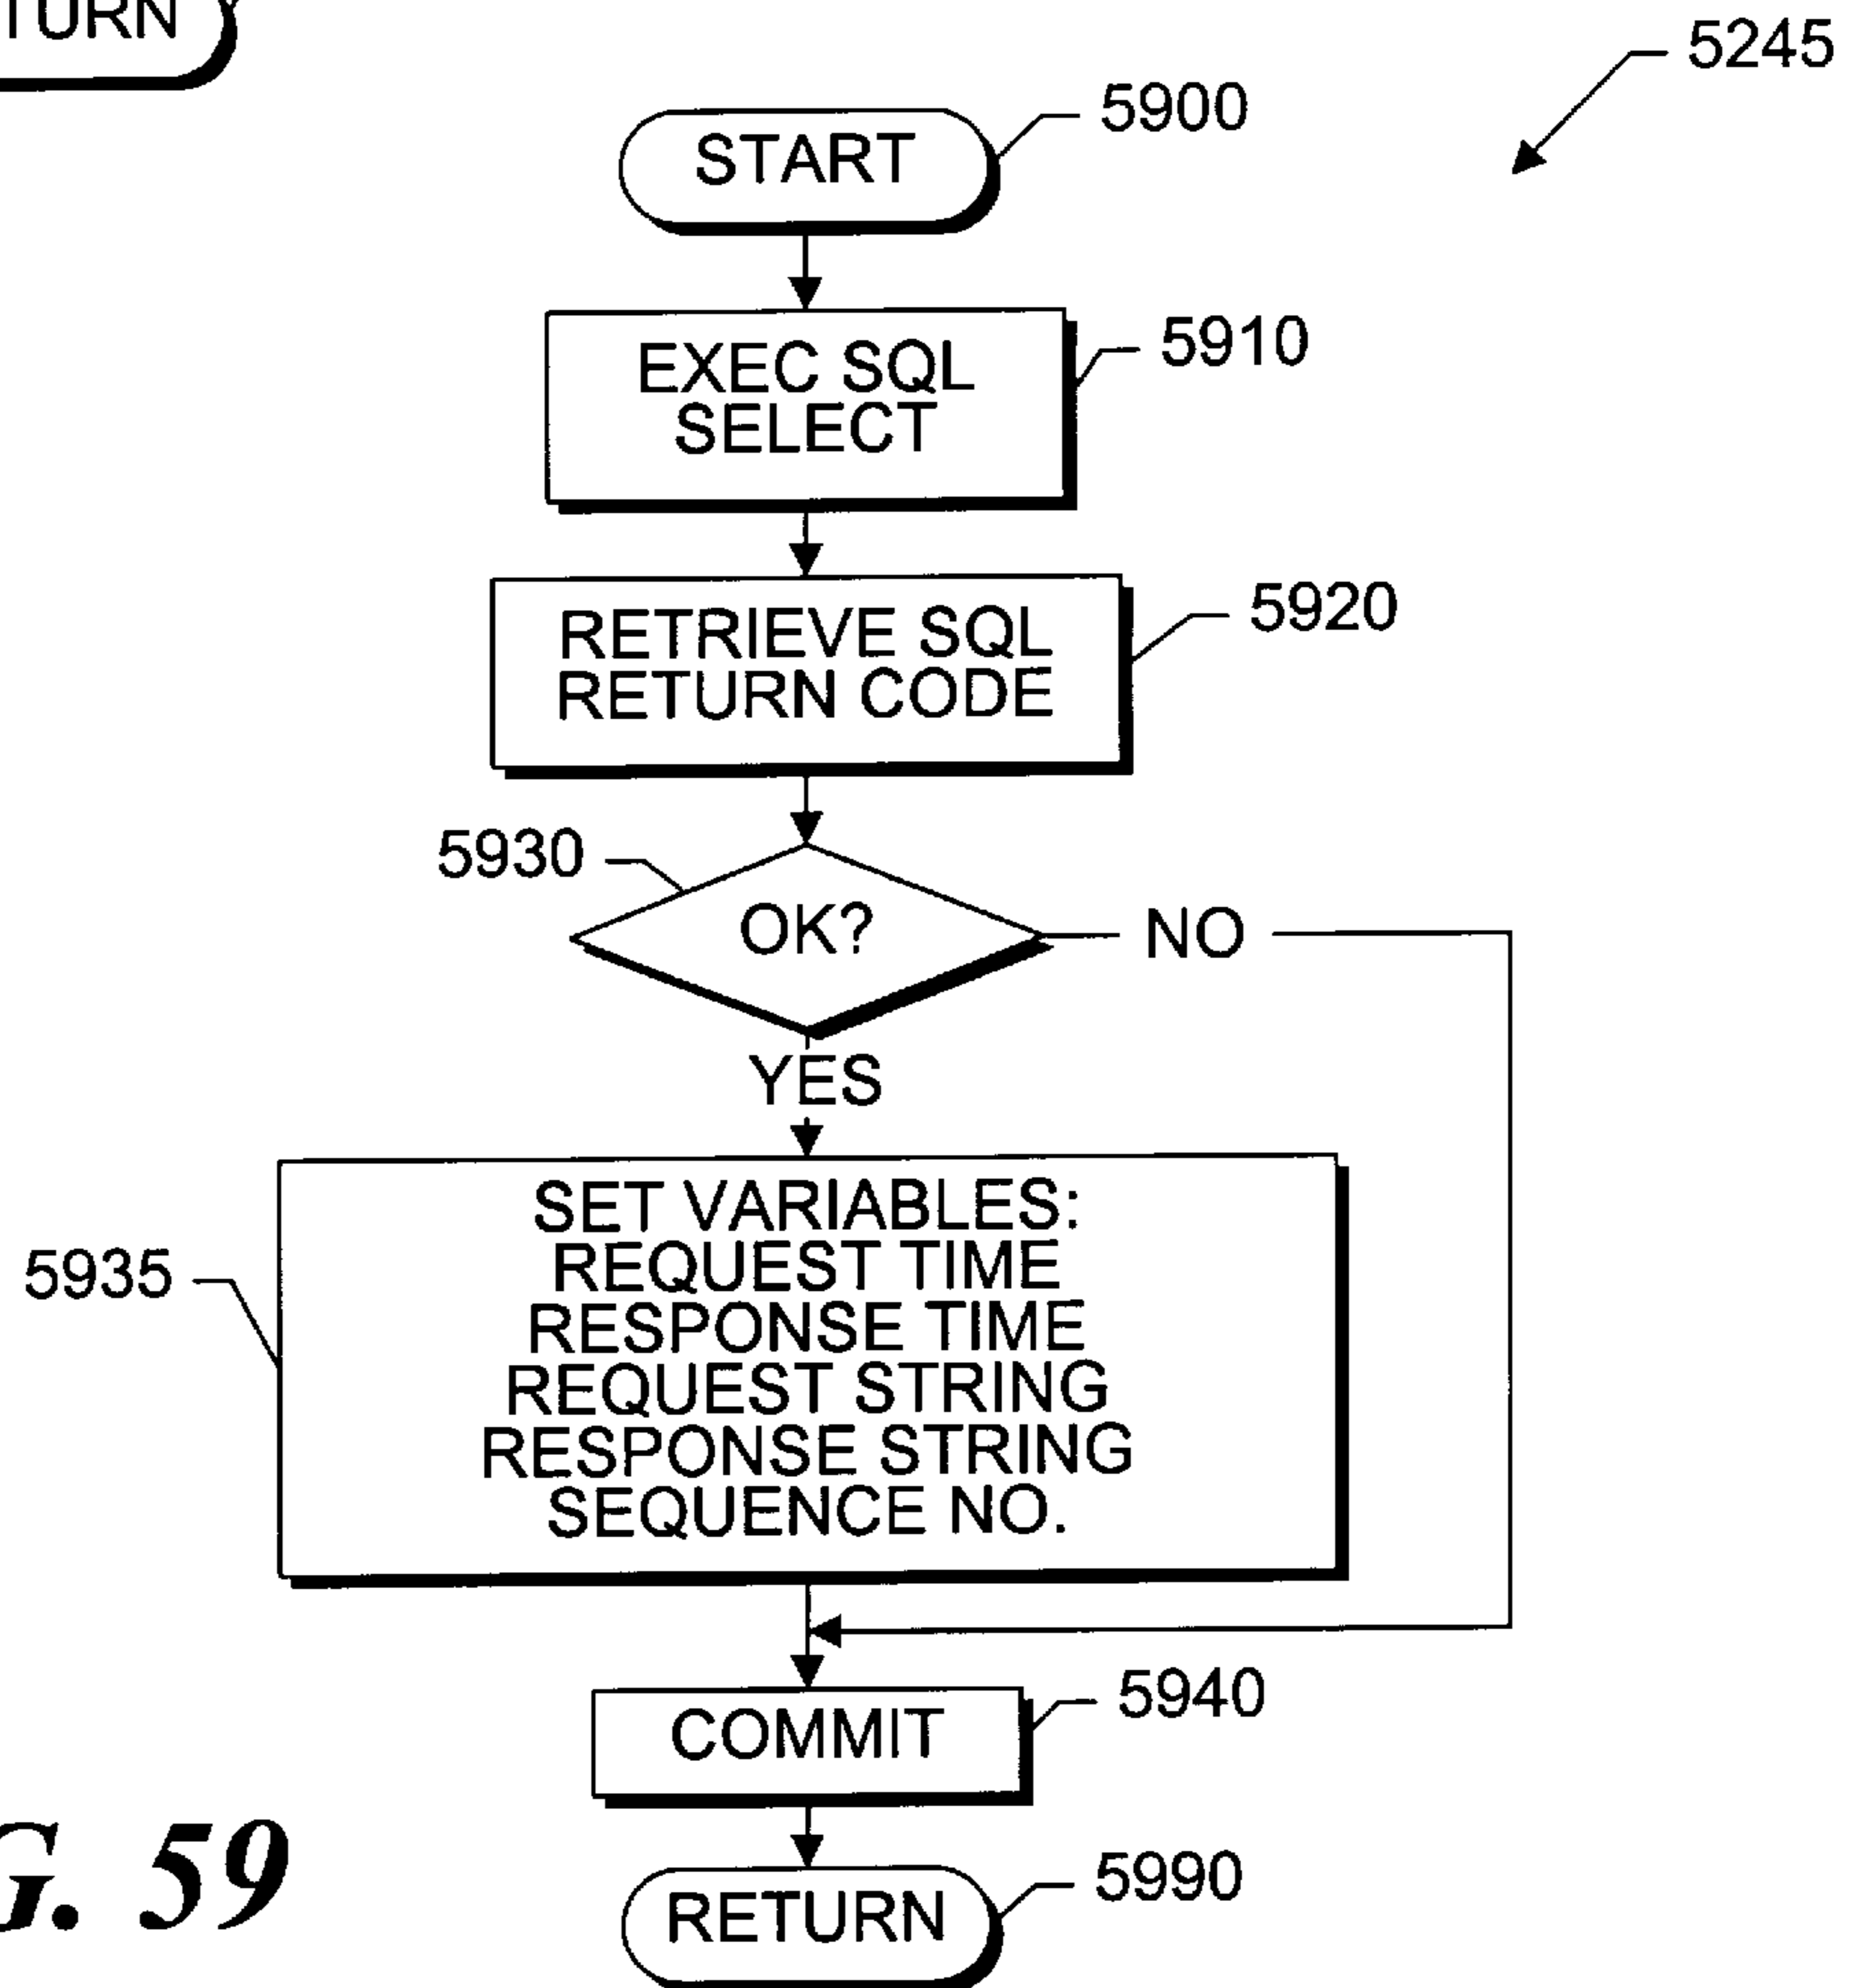 TURN
5245
5900
START
5910
EXEC SQL
SELECT
5920
RETRIEVE SQL
RETURN CODE
5930
OK?
NO
YES
5935
SET VARIABLES:
REQUEST TIME
RESPONSE TIME
REQUEST STRING
RESPONSE STRING
SEQUENCE NO.
5940
COMMIT
G. 59
5990
RETURN